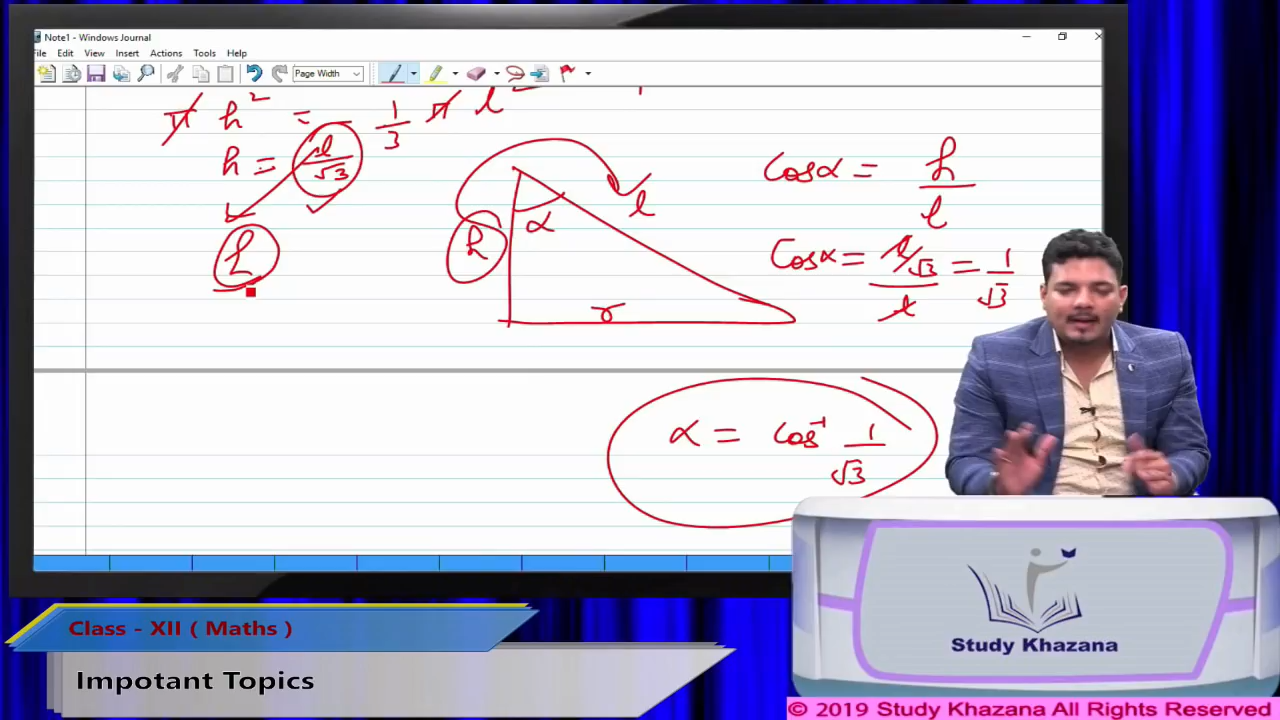 Note1 - Windows Journal
File Edit View Insert Actions Tools Help
Page Width
π h² = 1/3 π l²
h = l/√3
h
h
α
l
r
Cosα = h/l
Cosα = l/√3 / l = 1/√3
α = Cos⁻¹ 1/√3
Study Khazana
Class - XII ( Maths )
Impotant Topics
© 2019 Study Khazana All Rights Reserved